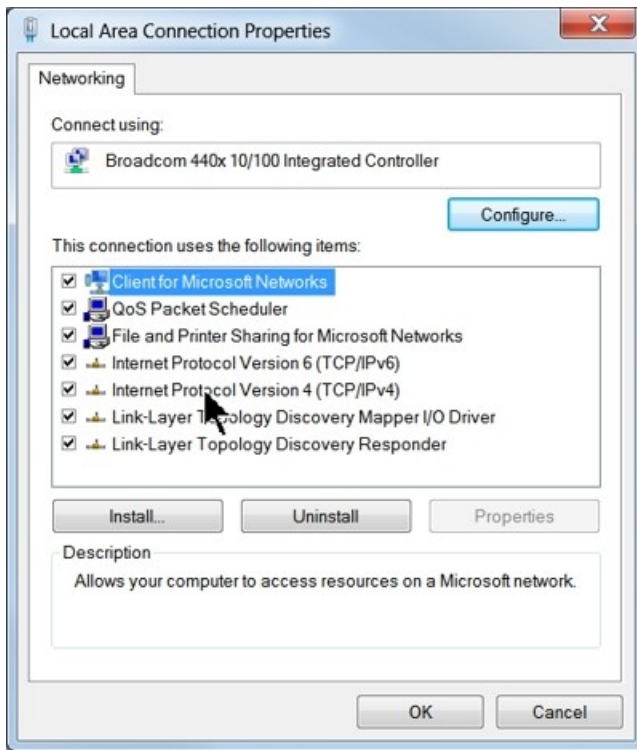 Local Area Connection Properties
Networking
Connect using:
Broadcom 440x 10/100 Integrated Controller
Configure...
This connection uses the following items:
Client for Microsoft Networks
QoS Packet Scheduler
File and Printer Sharing for Microsoft Networks
Internet Protocol Version 6 (TCP/IPv6)
Internet Protocol Version 4 (TCP/IPv4)
Link-Layer Topology Discovery Mapper I/O Driver
Link-Layer Topology Discovery Responder
Install... Uninstall Properties
Description
Allows your computer to access resources on a Microsoft network.
OK Cancel